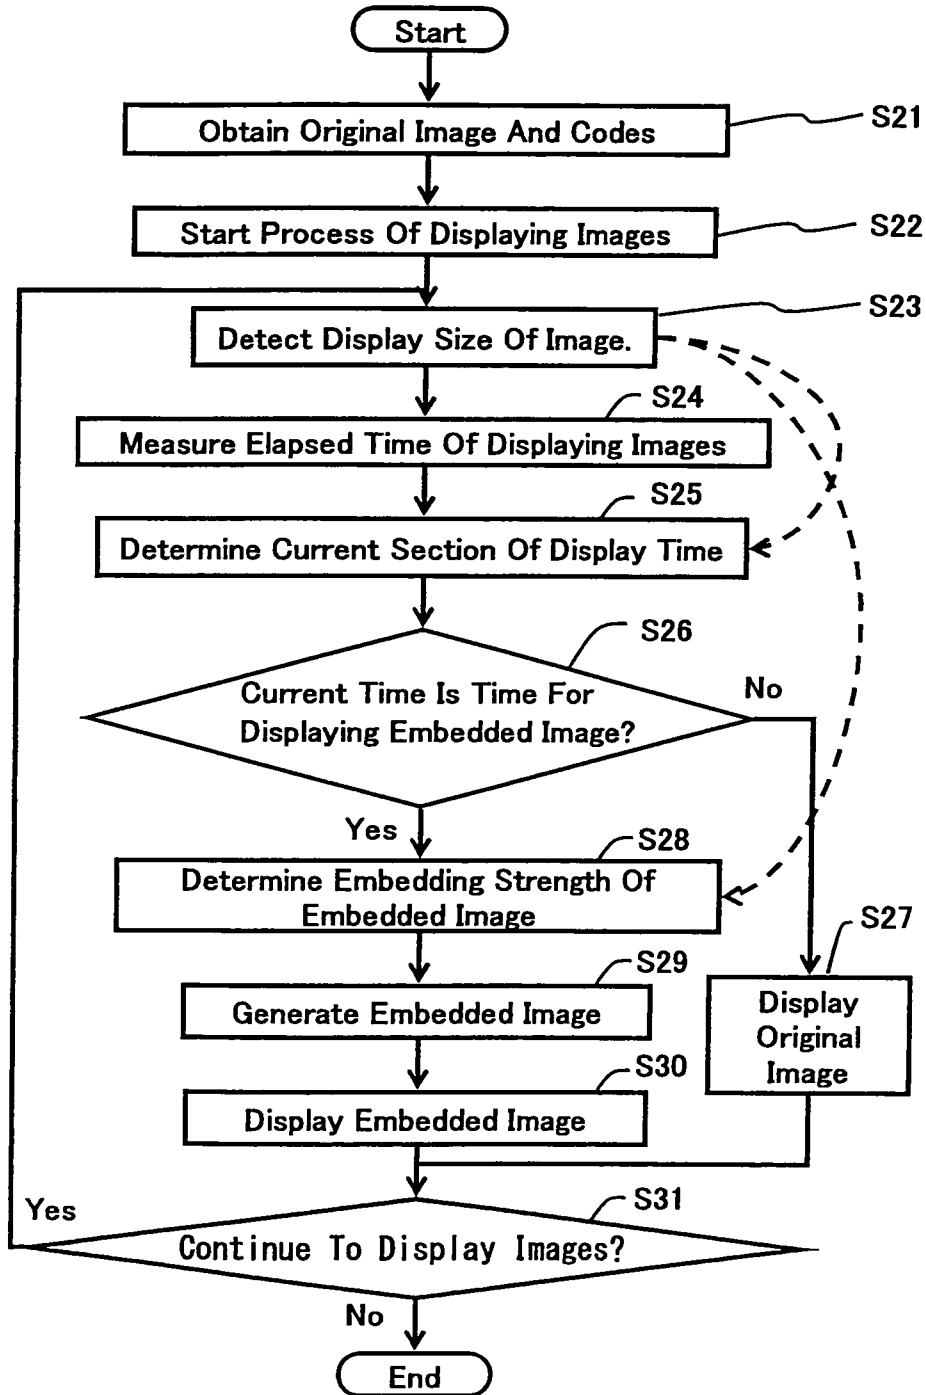 Start
Obtain Original Image And Codes
S21
Start Process Of Displaying Images
S22
Detect Display Size Of Image.
S23
S24
Measure Elapsed Time Of Displaying Images
S25
Determine Current Section Of Display Time
S26
Current Time Is Time For
Displaying Embedded Image?
No
Yes
S28
Determine Embedding Strength Of
Embedded Image
S27
Display
Original
Image
S29
Generate Embedded Image
S30
Display Embedded Image
S31
Yes
Continue To Display Images?
No
End